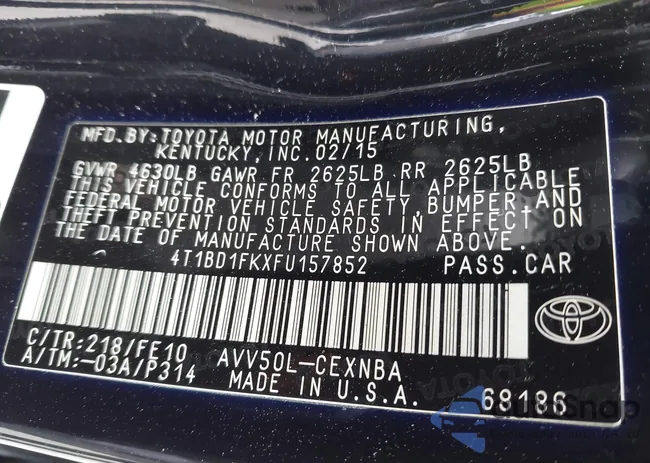 MFD.BY:TOYOTA MOTOR MANUFACTURING,
KENTUCKY,INC.02/15
GVWR 4630LB GAWR FR 2625LB RR 2625LB
THIS VEHICLE CONFORMS TO ALL APPLICABLE
FEDERAL MOTOR VEHICLE SAFETY,BUMPER,AND
THEFT PREVENTION STANDARDS IN EFFECT ON
THE DATE OF MANUFACTURE SHOWN ABOVE.
4T1BD1FKXFU157852 PASS.CAR
C/TR:218/FE10 AVV50L-CEXNBA
A/TM:-03A/P314 MADE IN U.S.A. 68186
AutoSnap